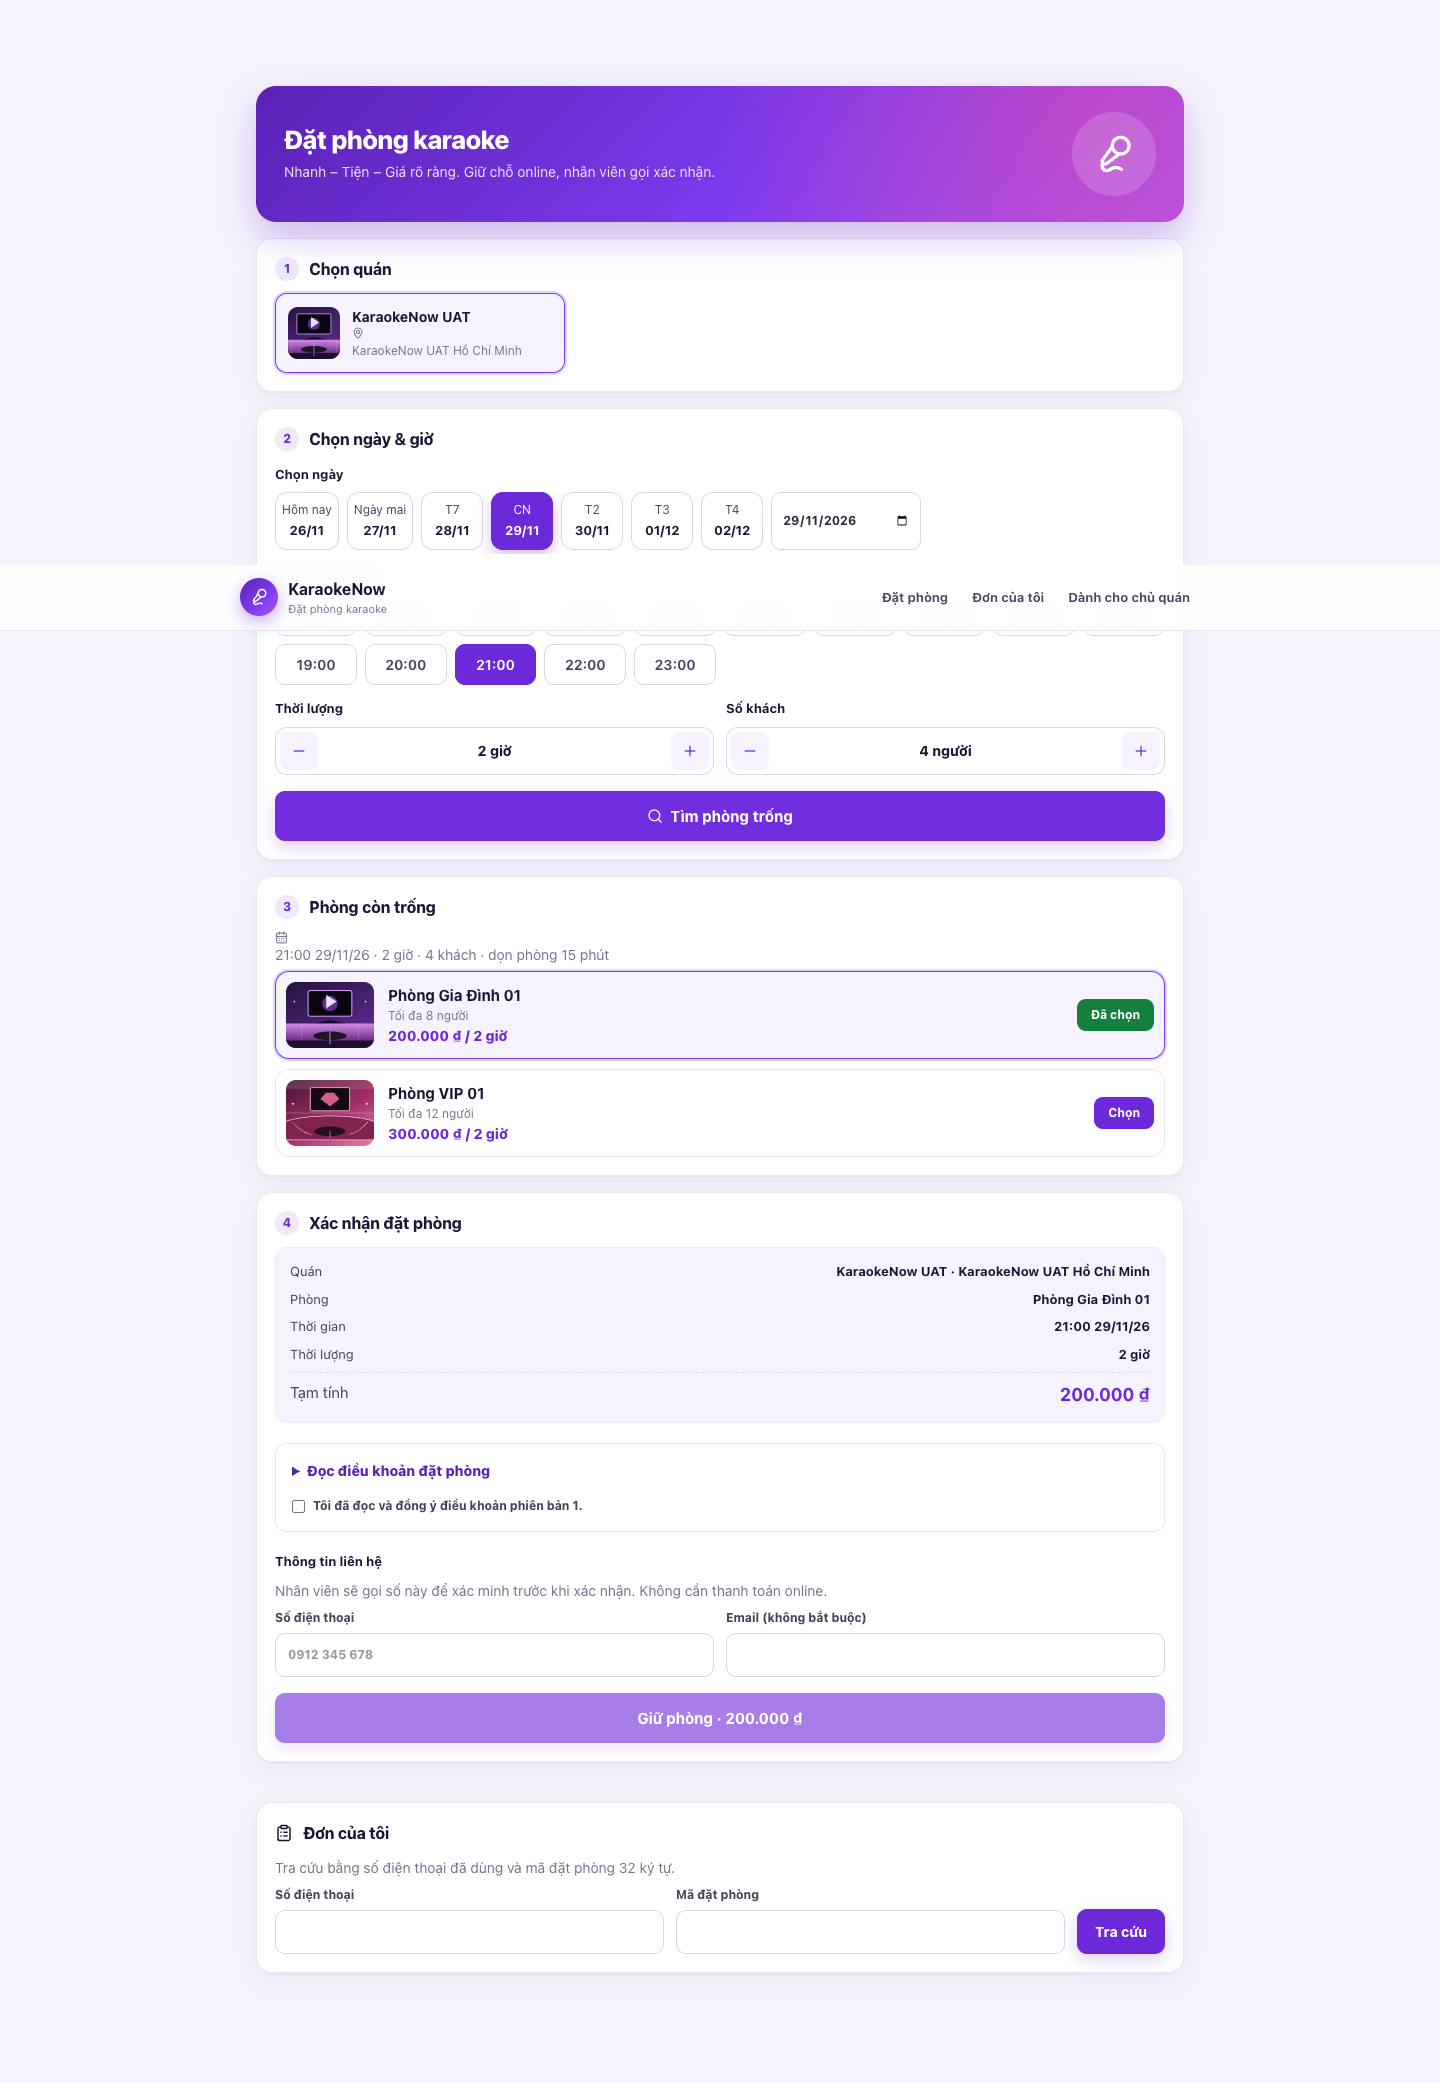 Đặt phòng karaoke
Nhanh – Tiện – Giá rõ ràng. Giữ chỗ online, nhân viên gọi xác nhận.
1 Chọn quán
KaraokeNow UAT
KaraokeNow UAT Hồ Chí Minh
2 Chọn ngày & giờ
Chọn ngày
Hôm nay Ngày mai T7 CN T2 T3 T4
26/11 27/11 28/11 29/11 30/11 01/12 02/12 29/11/2026
KaraokeNow
Đặt phòng karaoke
Đặt phòng Đơn của tôi Dành cho chủ quán
19:00 20:00 21:00 22:00 23:00
Thời lượng Số khách
− 2 giờ + − 4 người +
Tìm phòng trống
3 Phòng còn trống
21:00 29/11/26 · 2 giờ · 4 khách · dọn phòng 15 phút
Phòng Gia Đình 01
Tối đa 8 người
200.000 ₫ / 2 giờ
Đã chọn
Phòng VIP 01
Tối đa 12 người
300.000 ₫ / 2 giờ
Chọn
4 Xác nhận đặt phòng
Quán KaraokeNow UAT · KaraokeNow UAT Hồ Chí Minh
Phòng Phòng Gia Đình 01
Thời gian 21:00 29/11/26
Thời lượng 2 giờ
Tạm tính 200.000 ₫
Đọc điều khoản đặt phòng
Tôi đã đọc và đồng ý điều khoản phiên bản 1.
Thông tin liên hệ
Nhân viên sẽ gọi số này để xác minh trước khi xác nhận. Không cần thanh toán online.
Số điện thoại Email (không bắt buộc)
0912 345 678
Giữ phòng · 200.000 ₫
Đơn của tôi
Tra cứu bằng số điện thoại đã dùng và mã đặt phòng 32 ký tự.
Số điện thoại Mã đặt phòng
Tra cứu